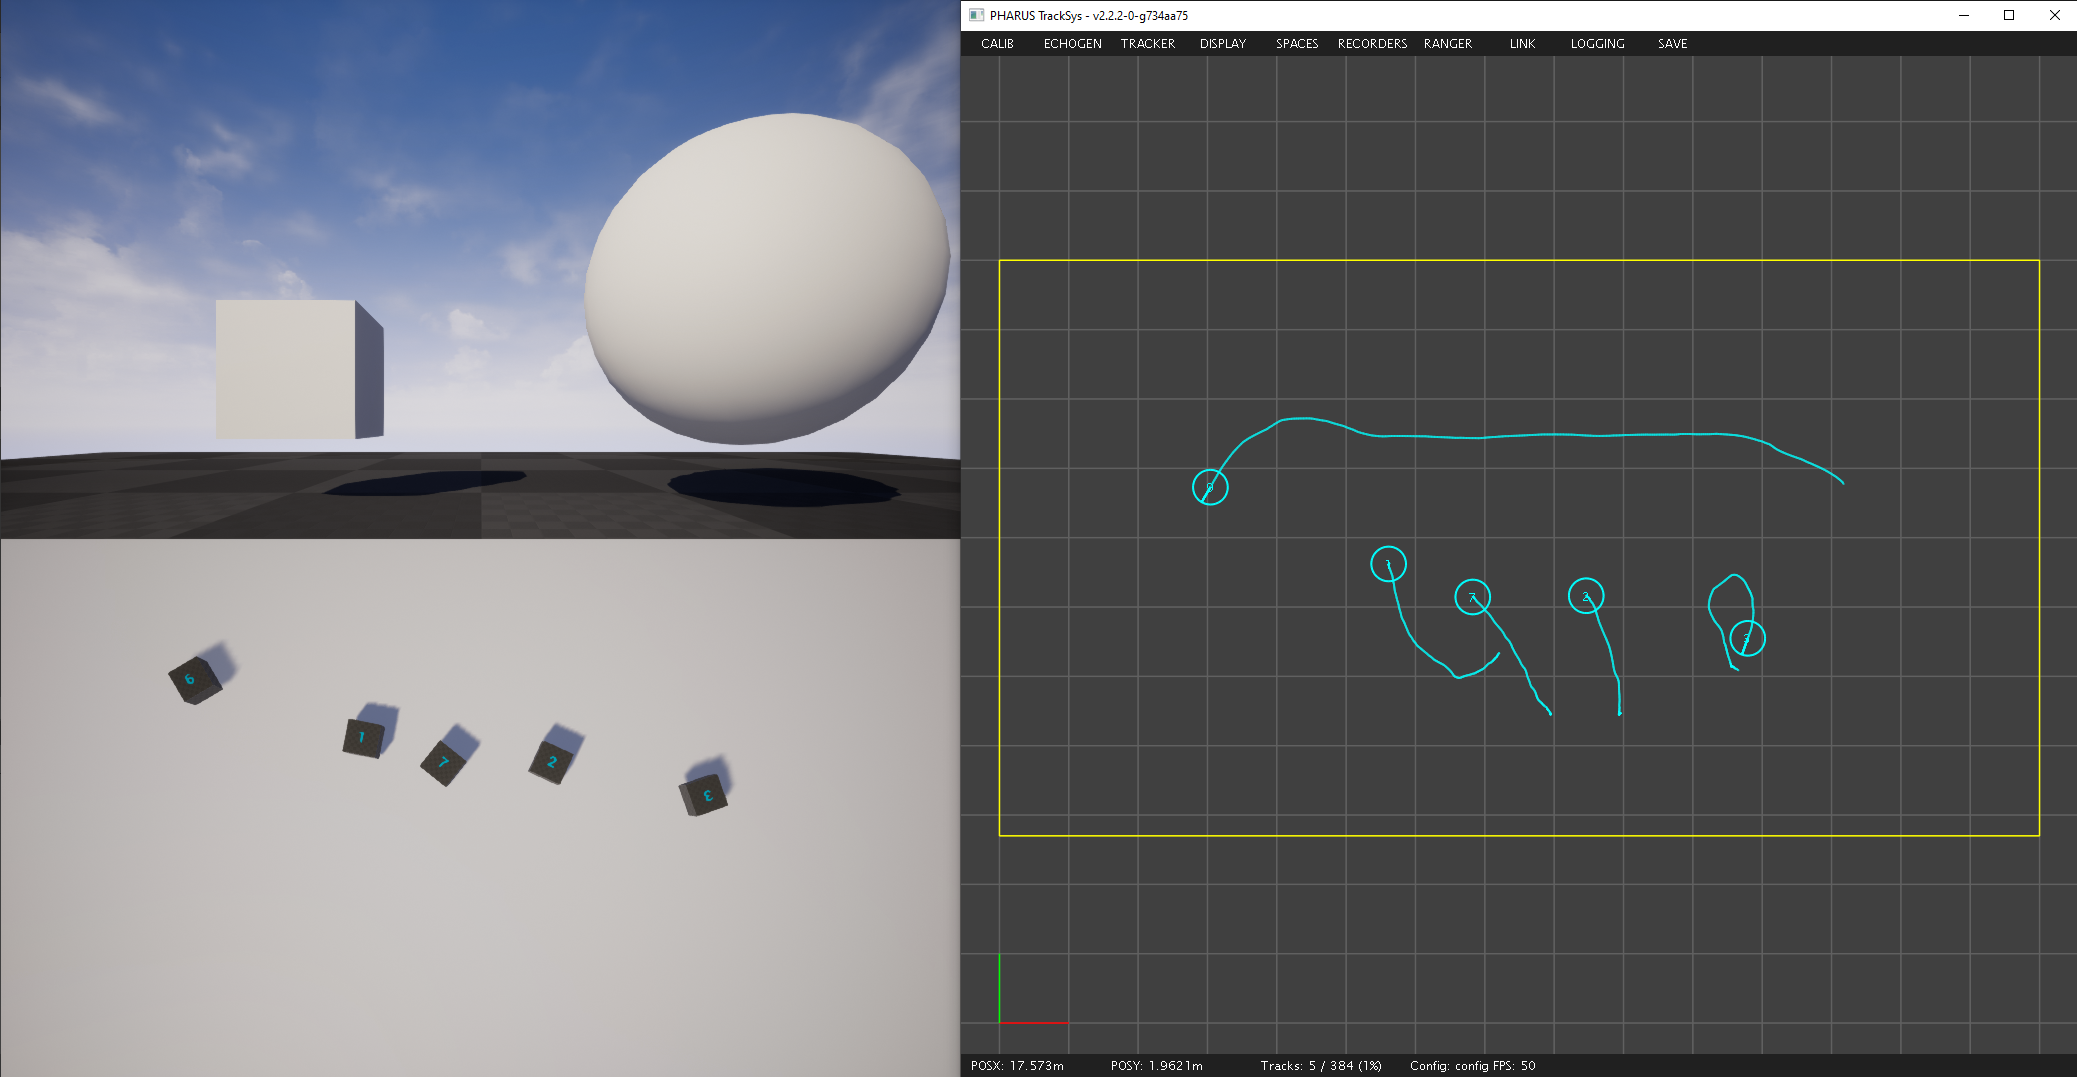 PHARUS TrackSys - v2.2.2-0-g734aa75
CALIB ECHOGEN TRACKER DISPLAY SPACES RECORDERS RANGER LINK LOGGING SAVE
1
7
2
3
1
7
2
3
POSX: 17.573m POSY: 1.9621m Tracks: 5 / 384 (1%) Config: config FPS: 50